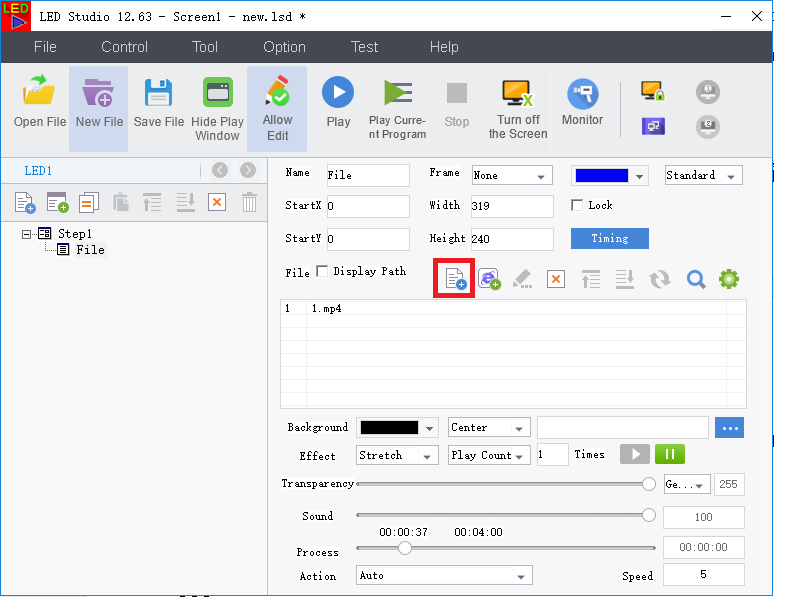 LED
LED Studio 12.63 - Screen1 - new.lsd *
File Control Tool Option Test Help
Open File New File Save File Hide Play Window Allow Edit Play Play Curre-nt Program Stop Turn off the Screen Monitor
LED1
Step1
File
Name File Frame None Standard
StartX 0 Width 319 Lock
StartY 0 Height 240 Timing
File Display Path
1 1.mp4
Background Center
Effect Stretch Play Count 1 Times
Transparency Ge... 255
Sound 100
00:00:37 00:04:00
Process 00:00:00
Action Auto Speed 5